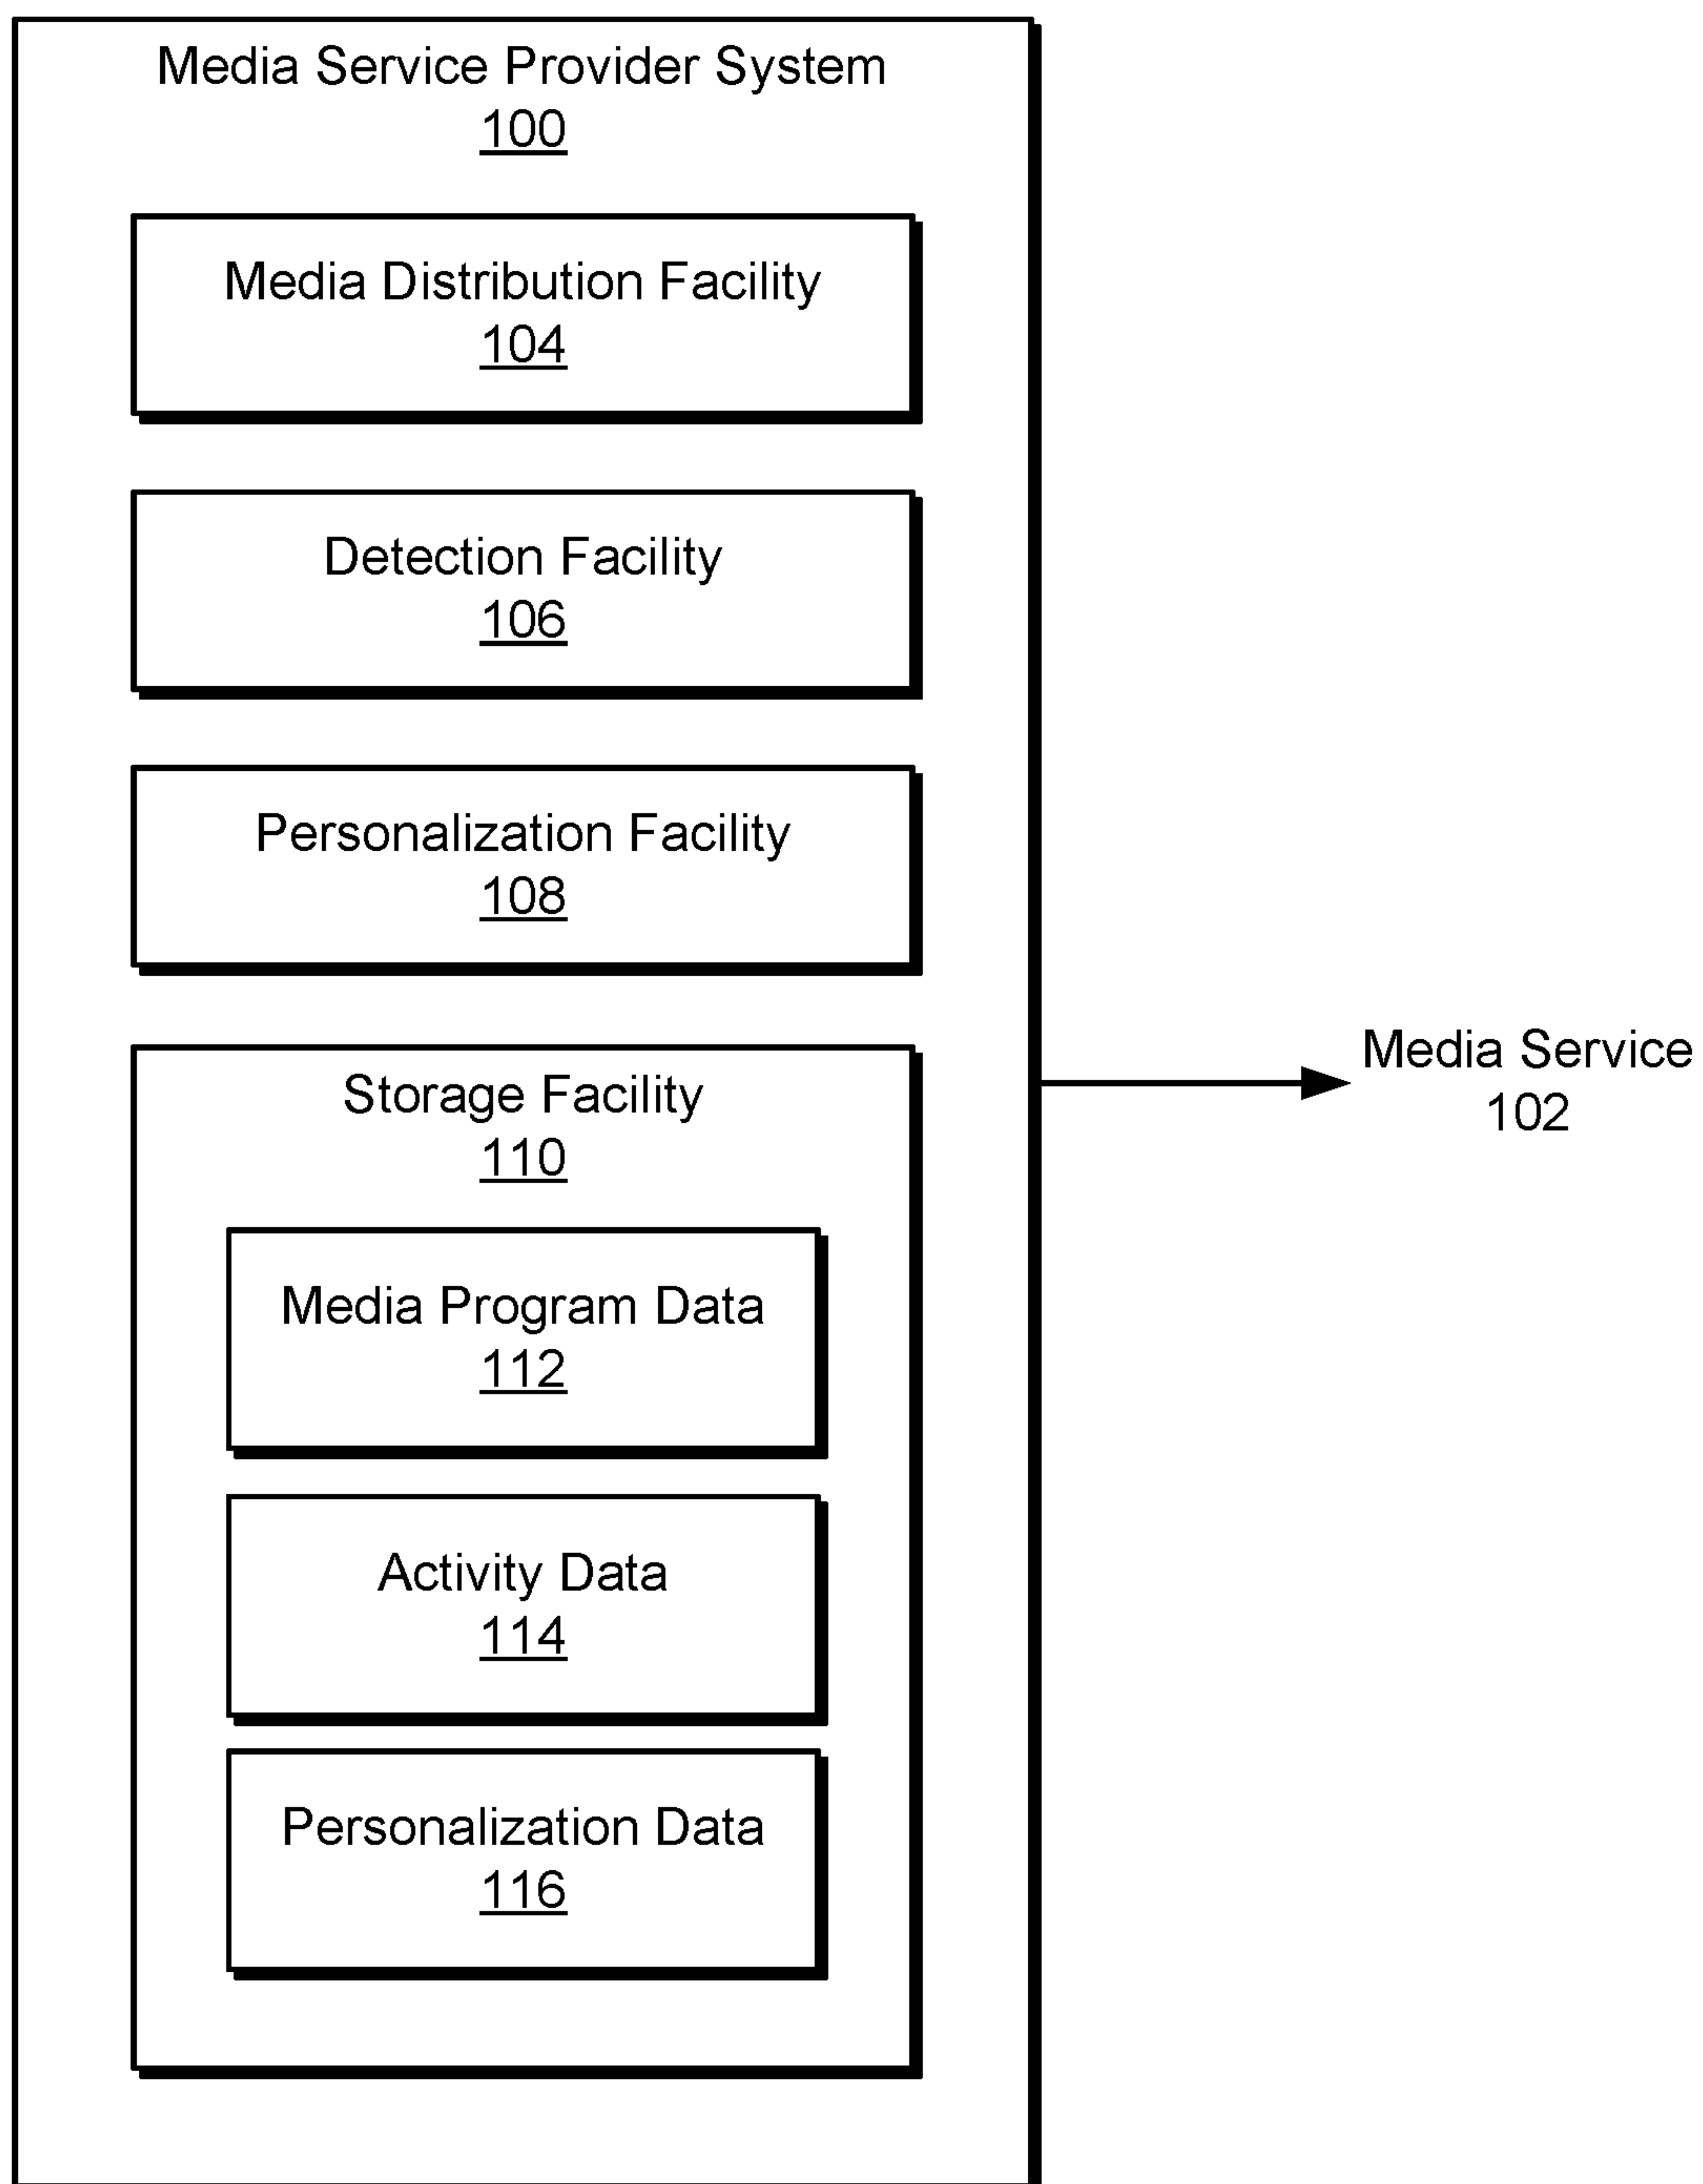 Media Service Provider System
100
Media Distribution Facility
104
Detection Facility
106
Personalization Facility
108
Storage Facility
110
Media Program Data
112
Activity Data
114
Personalization Data
116
Media Service
102